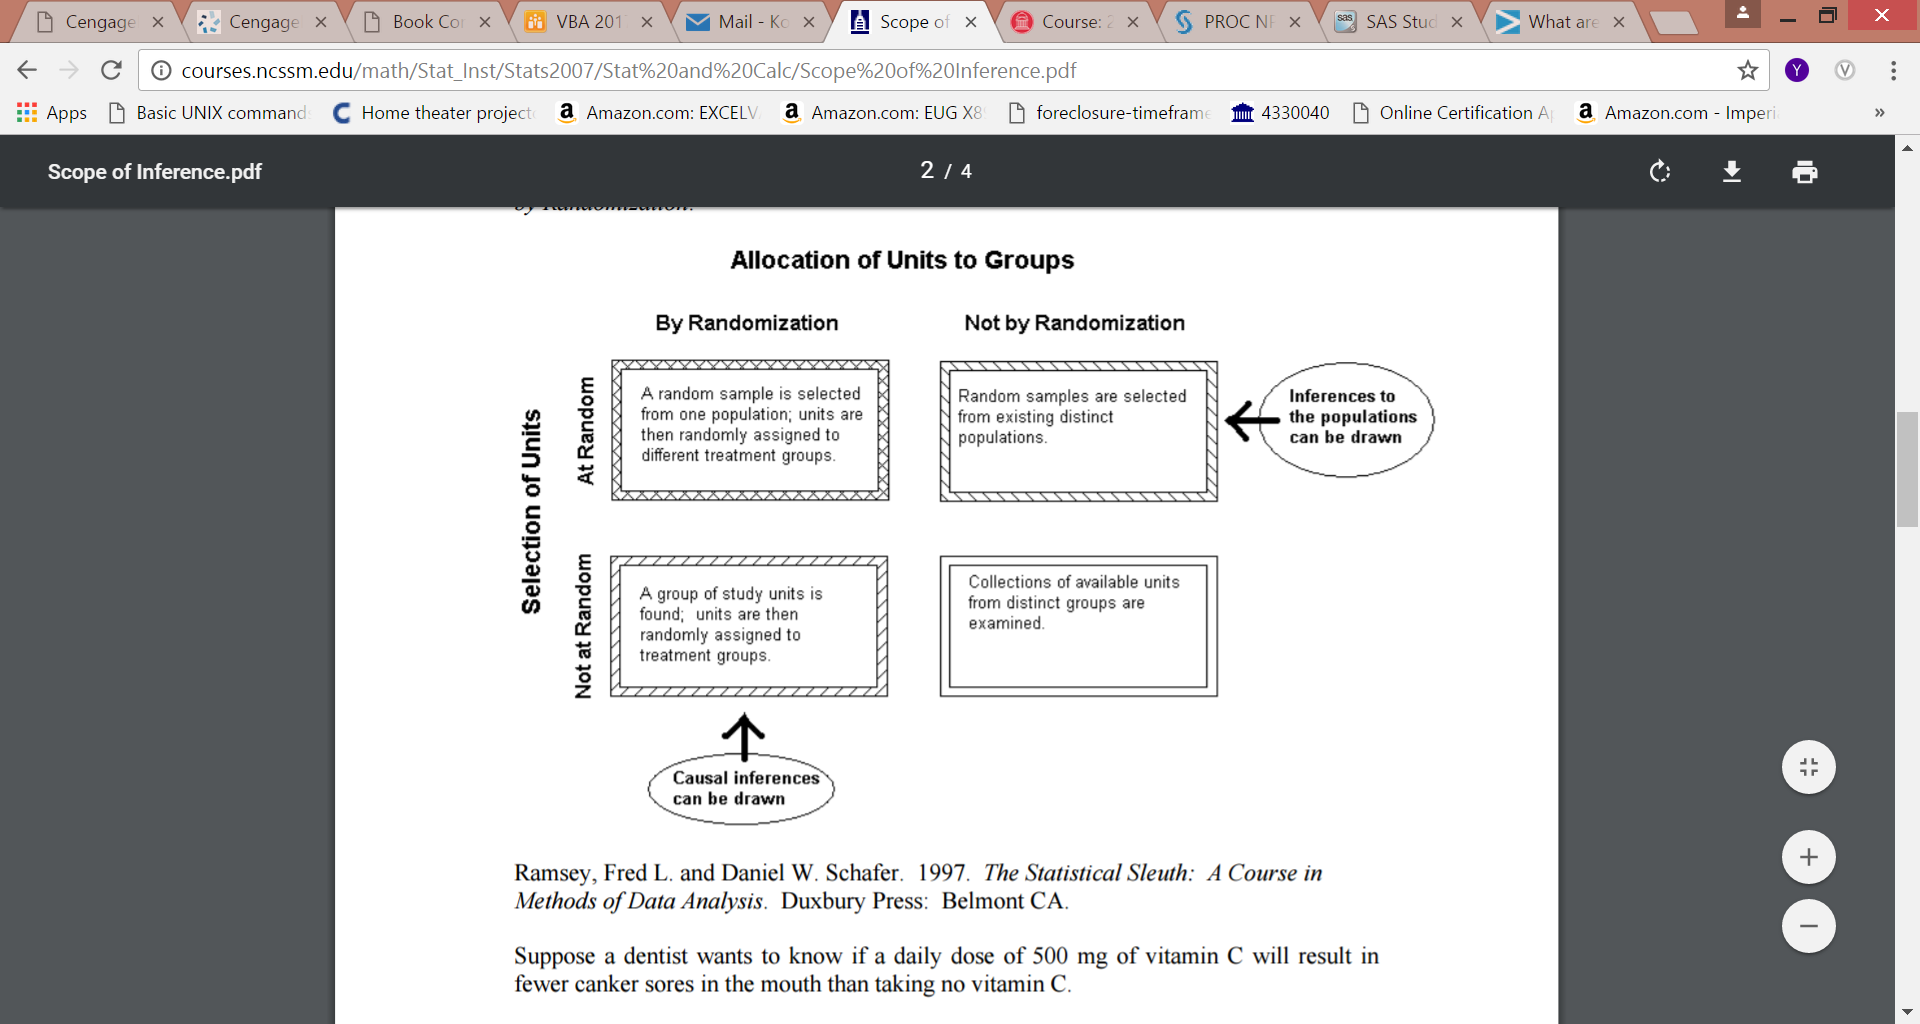 Cengage
Cengage
Book Co
VBA 201
Mail - Ko
Scope of
Course: 2
PROC NP
SAS Stud
What are
courses.ncssm.edu/math/Stat_Inst/Stats2007/Stat%20and%20Calc/Scope%20of%20Inference.pdf
Y
V
Apps
Basic UNIX command
Home theater project
Amazon.com: EXCELV
Amazon.com: EUG X8
foreclosure-timeframe
4330040
Online Certification A
Amazon.com - Imperi
»
Scope of Inference.pdf
2 / 4
by Randomization.
Allocation of Units to Groups
By Randomization
Not by Randomization
Selection of Units
At Random
A random sample is selected
from one population; units are
then randomly assigned to
different treatment groups.
Random samples are selected
from existing distinct
populations.
Inferences to
the populations
can be drawn
Not at Random
A group of study units is
found; units are then
randomly assigned to
treatment groups.
Collections of available units
from distinct groups are
examined.
Causal inferences
can be drawn
Ramsey, Fred L. and Daniel W. Schafer. 1997. The Statistical Sleuth: A Course in
Methods of Data Analysis. Duxbury Press: Belmont CA.
Suppose a dentist wants to know if a daily dose of 500 mg of vitamin C will result in
fewer canker sores in the mouth than taking no vitamin C.